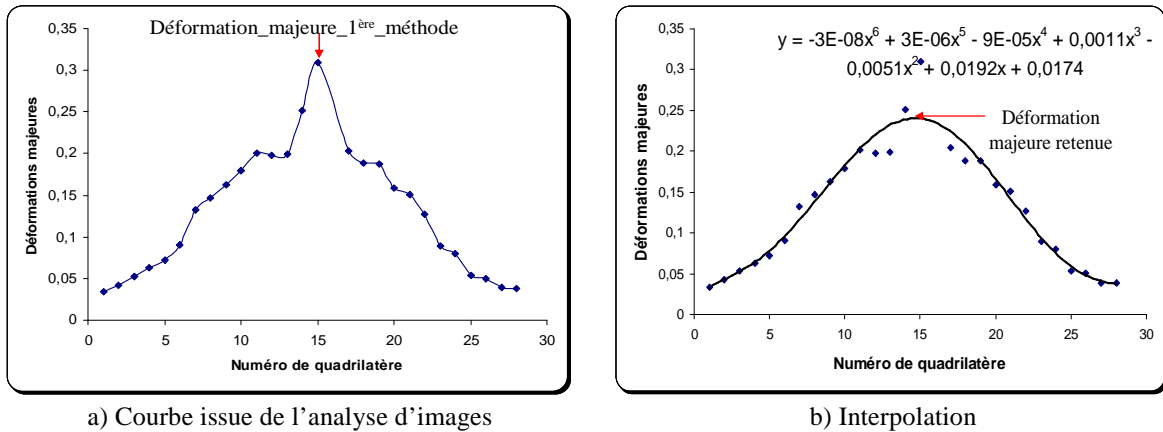 Déformation_majeure_1ère_méthode
0,35
0,3
0,25
0,2
0,15
0,1
0,05
0
Déformations majeures
0 5 10 15 20 25 30
Numéro de quadrilatère
a) Courbe issue de l'analyse d'images
y = -3E-08x⁶ + 3E-06x⁵ - 9E-05x⁴ + 0,0011x³ -
0,0051x² + 0,0192x + 0,0174
Déformation
majeure retenue
0,35
0,3
0,25
0,2
0,15
0,1
0,05
0
Déformations majeures
0 5 10 15 20 25 30
Numéro de quadrilatère
b) Interpolation